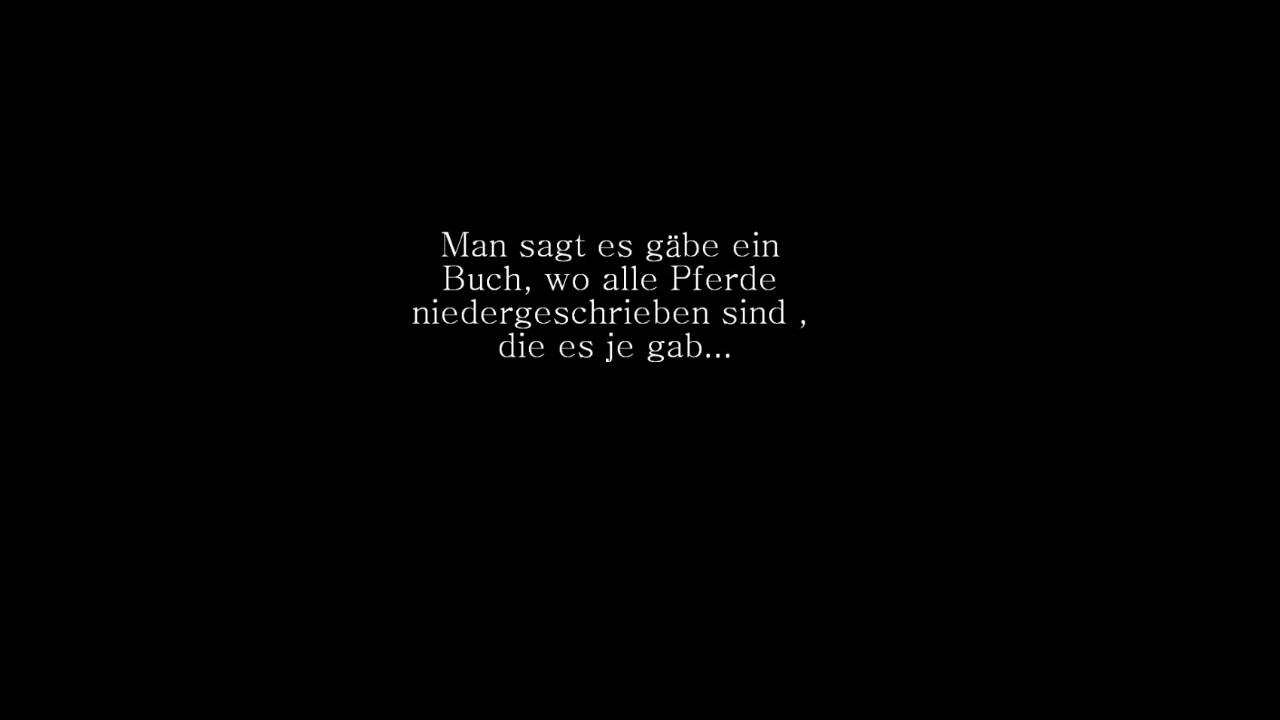 Man sagt es gäbe ein
Buch, wo alle Pferde
niedergeschrieben sind ,
die es je gab...